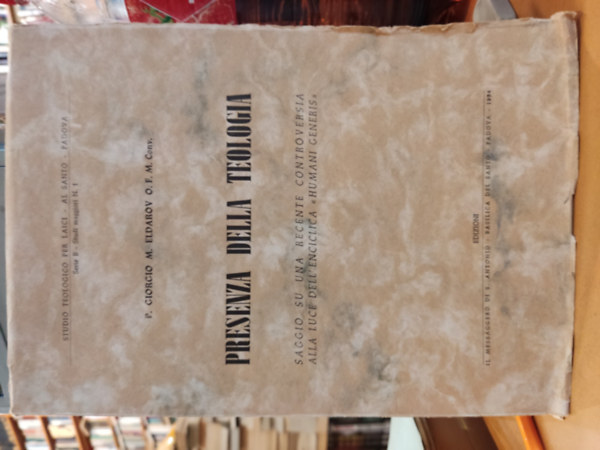 STUDIO TEOLOGICO PER LAICI - AL SANTO - PADOVA
Serie B - Studi maggiori N. 1
P. GIORGIO M. ELDAROV O. F. M. Conv.
PRESENZA DELLA TEOLOGIA
SAGGIO SU UNA RECENTE CONTROVERSIA
ALLA LUCE DELL'ENCICLICA «HUMANI GENERIS»
EDIZIONI
IL MESSAGGERO DI S. ANTONIO - BASILICA DEL SANTO - PADOVA - 1954